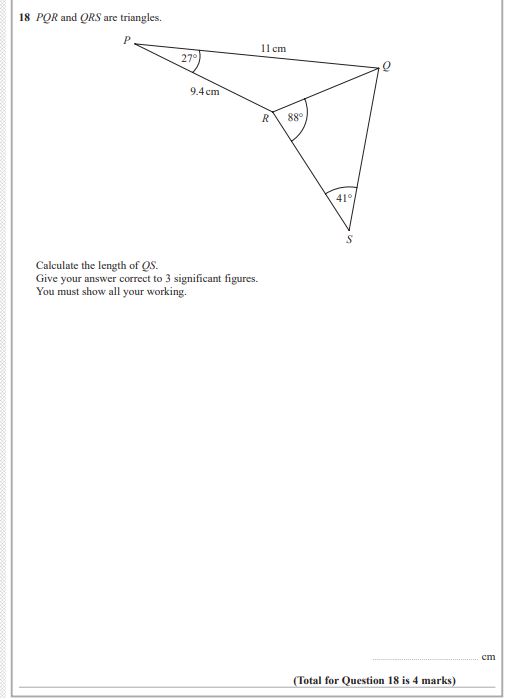 18 PQR and QRS are triangles.
P
11 cm
Q
27°
9.4 cm
R
88°
41°
S
Calculate the length of QS.
Give your answer correct to 3 significant figures.
You must show all your working.
cm
(Total for Question 18 is 4 marks)